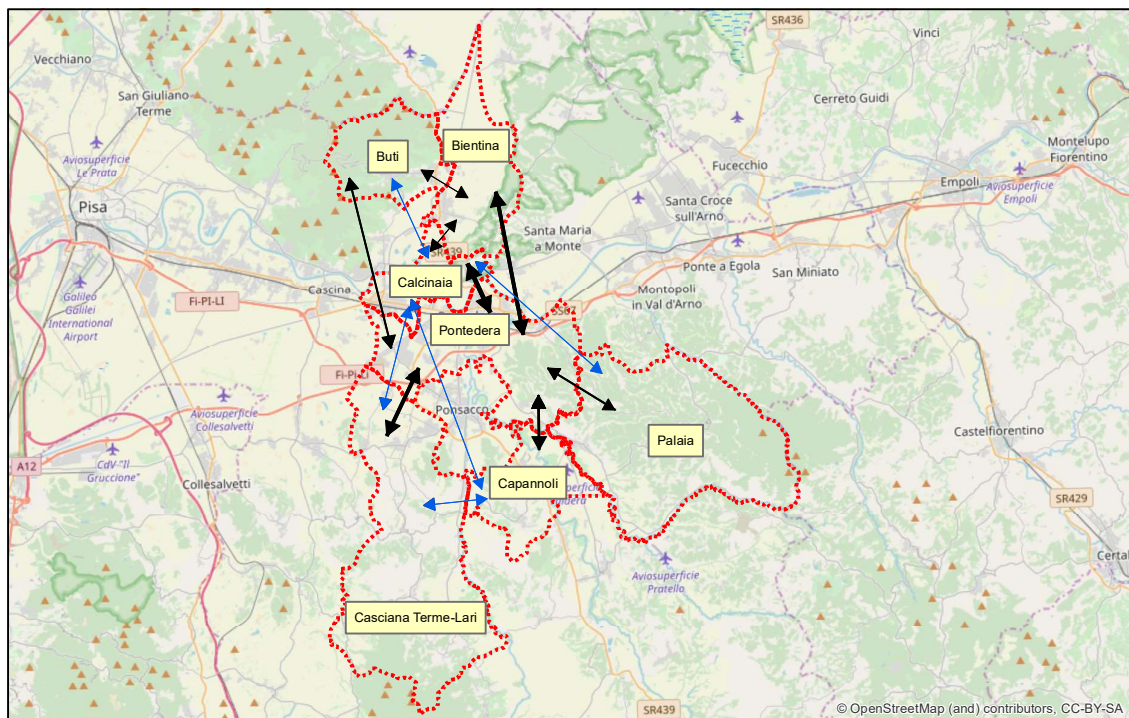 SR436
Vinci
Vecchiano
San Giuliano
Terme
Cerreto Guidi
Montelupo
Fiorentino
Aviosuperficie
Le Prata
Buti
Bientina
Fucecchio
Empoli
Aviosuperficie
Empoli
Pisa
Santa Croce
sull'Arno
Santa Maria
a Monte
Ponte a Egola
San Miniato
Calcinaia
Galileo
Galilei
International
Airport
Fi-PI-LI
Cascina
Montopoli
in Val d'Arno
Pontedera
Fi-Pi-LI
Aviosuperficie
Collesalvetti
Ponsacco
Castelfiorentino
Palaia
A12
CdV "Il
Gruccione"
Collesalvetti
Capannoli
SR429
Certal
Aviosuperficie
Pratello
Casciana Terme-Lari
SR439
© OpenStreetMap (and) contributors, CC-BY-SA